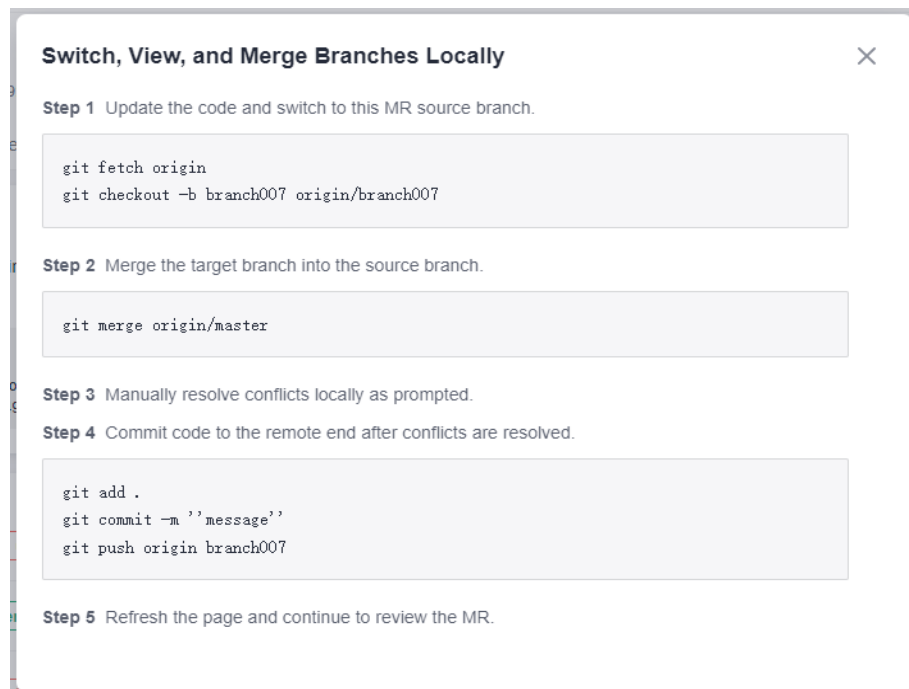 Switch, View, and Merge Branches Locally
Step 1 Update the code and switch to this MR source branch.
git fetch origin
git checkout -b branch007 origin/branch007
Step 2 Merge the target branch into the source branch.
git merge origin/master
Step 3 Manually resolve conflicts locally as prompted.
Step 4 Commit code to the remote end after conflicts are resolved.
git add .
git commit -m ''message''
git push origin branch007
Step 5 Refresh the page and continue to review the MR.